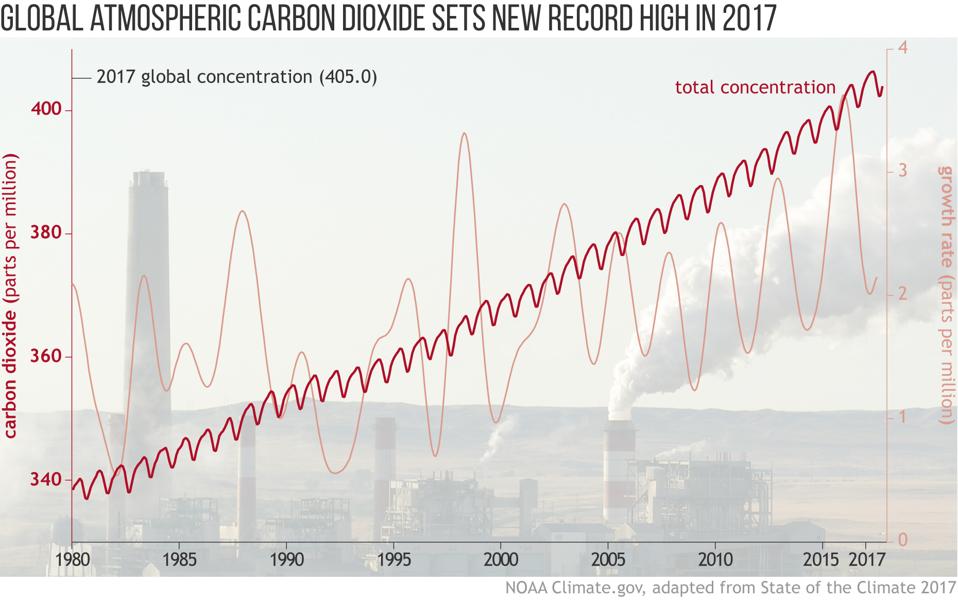 GLOBAL ATMOSPHERIC CARBON DIOXIDE SETS NEW RECORD HIGH IN 2017
2017 global concentration (405.0)
total concentration
carbon dioxide (parts per million)
400
380
360
340
growth rate (parts per million)
4
3
2
1
0
1980 1985 1990 1995 2000 2005 2010 2015 2017
NOAA Climate.gov, adapted from State of the Climate 2017